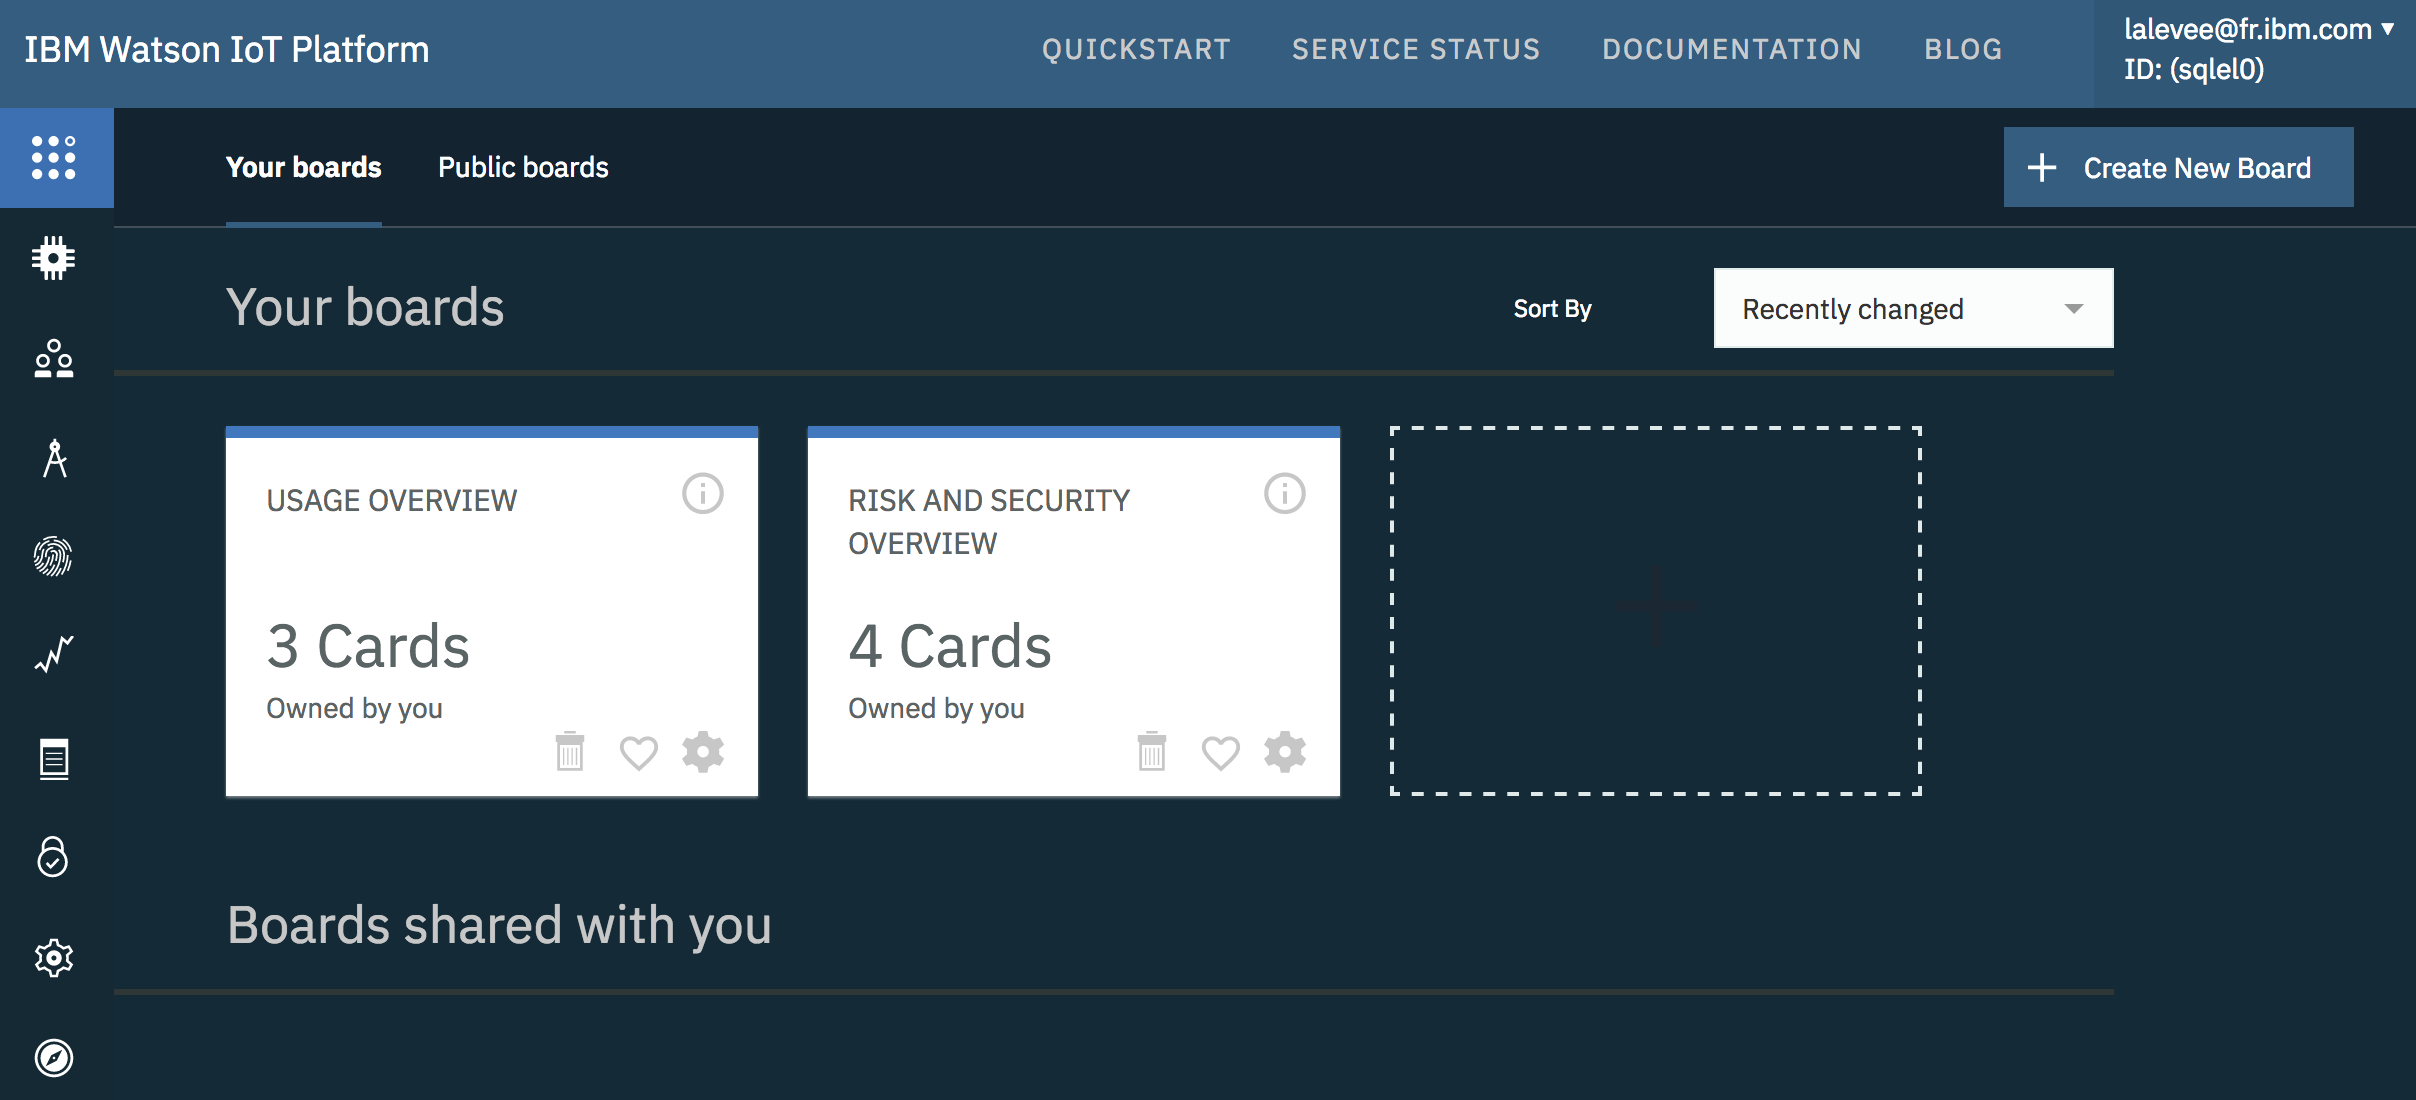 IBM Watson IoT Platform
QUICKSTART
SERVICE STATUS
DOCUMENTATION
BLOG
lalevee@fr.ibm.com
ID: (sqlel0)
Your boards
Public boards
Create New Board
Your boards
Sort By
Recently changed
USAGE OVERVIEW
3 Cards
Owned by you
RISK AND SECURITY
OVERVIEW
4 Cards
Owned by you
Boards shared with you